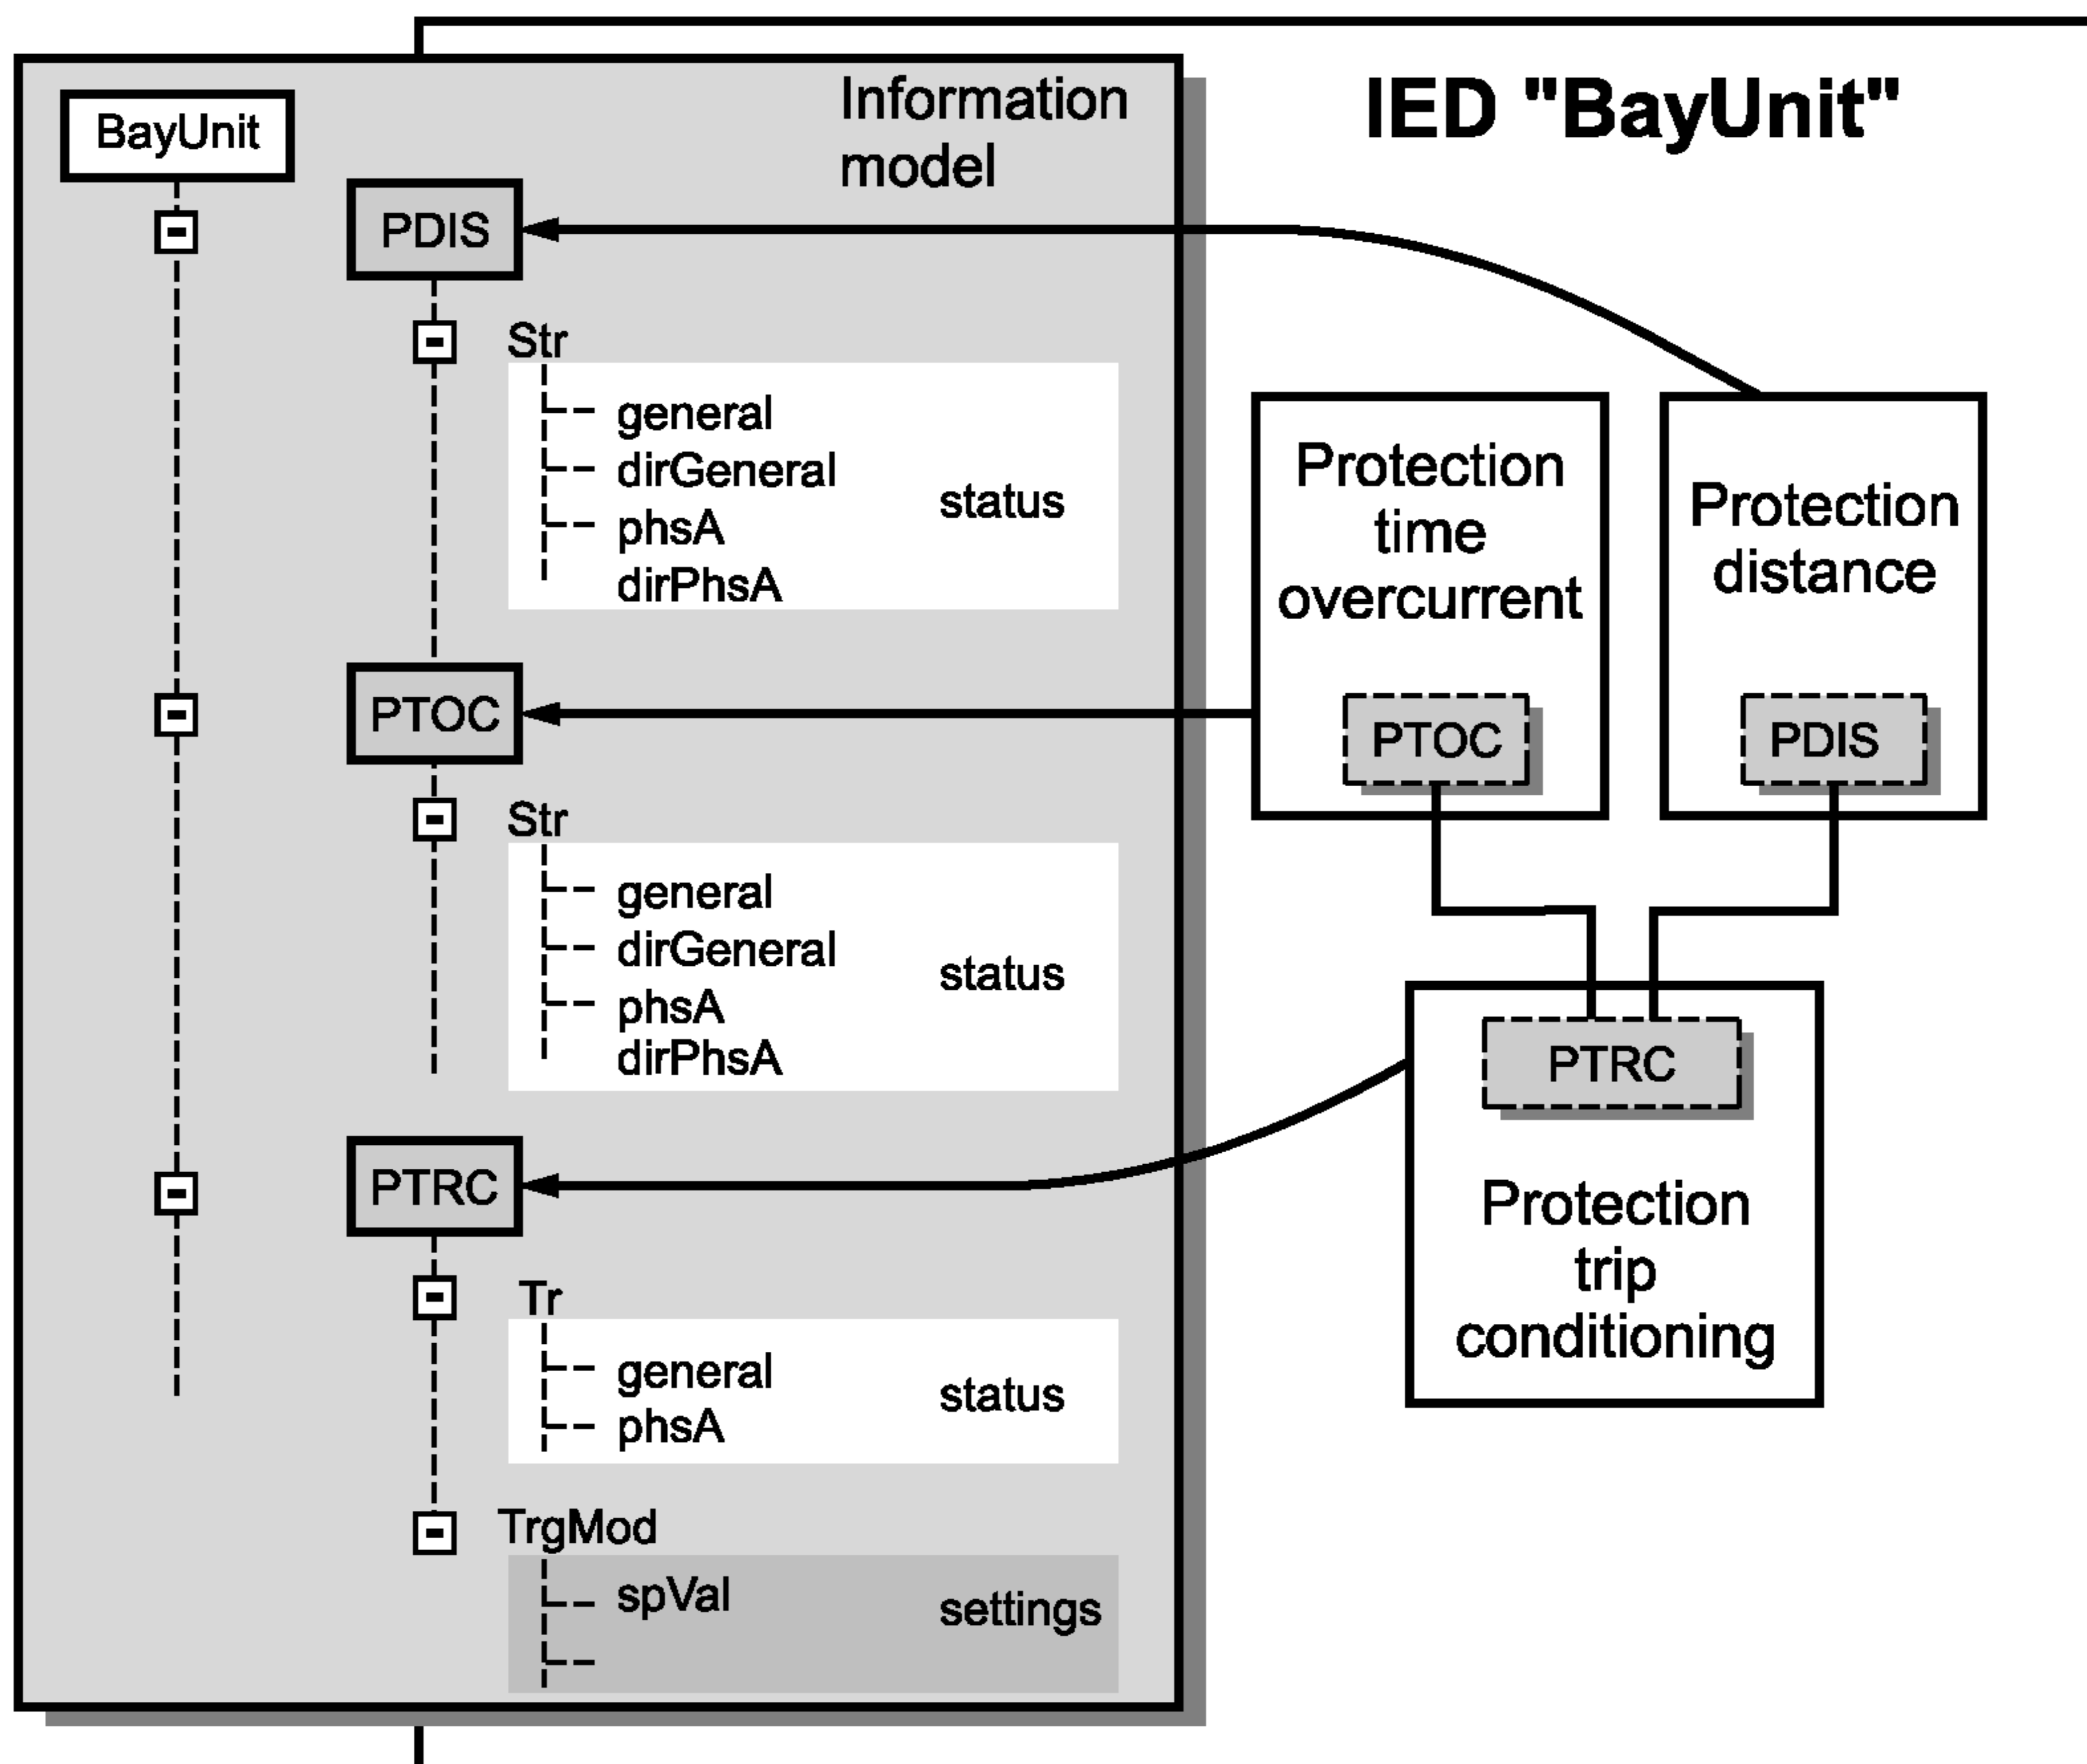 Information
model
BayUnit
PDIS
Str
general
dirGeneral
phsA
dirPhsA
status
PTOC
Str
general
dirGeneral
phsA
dirPhsA
status
PTRC
Tr
general
phsA
status
TrgMod
spVal
settings
IED "BayUnit"
Protection
time
overcurrent
PTOC
Protection
distance
PDIS
PTRC
Protection
trip
conditioning